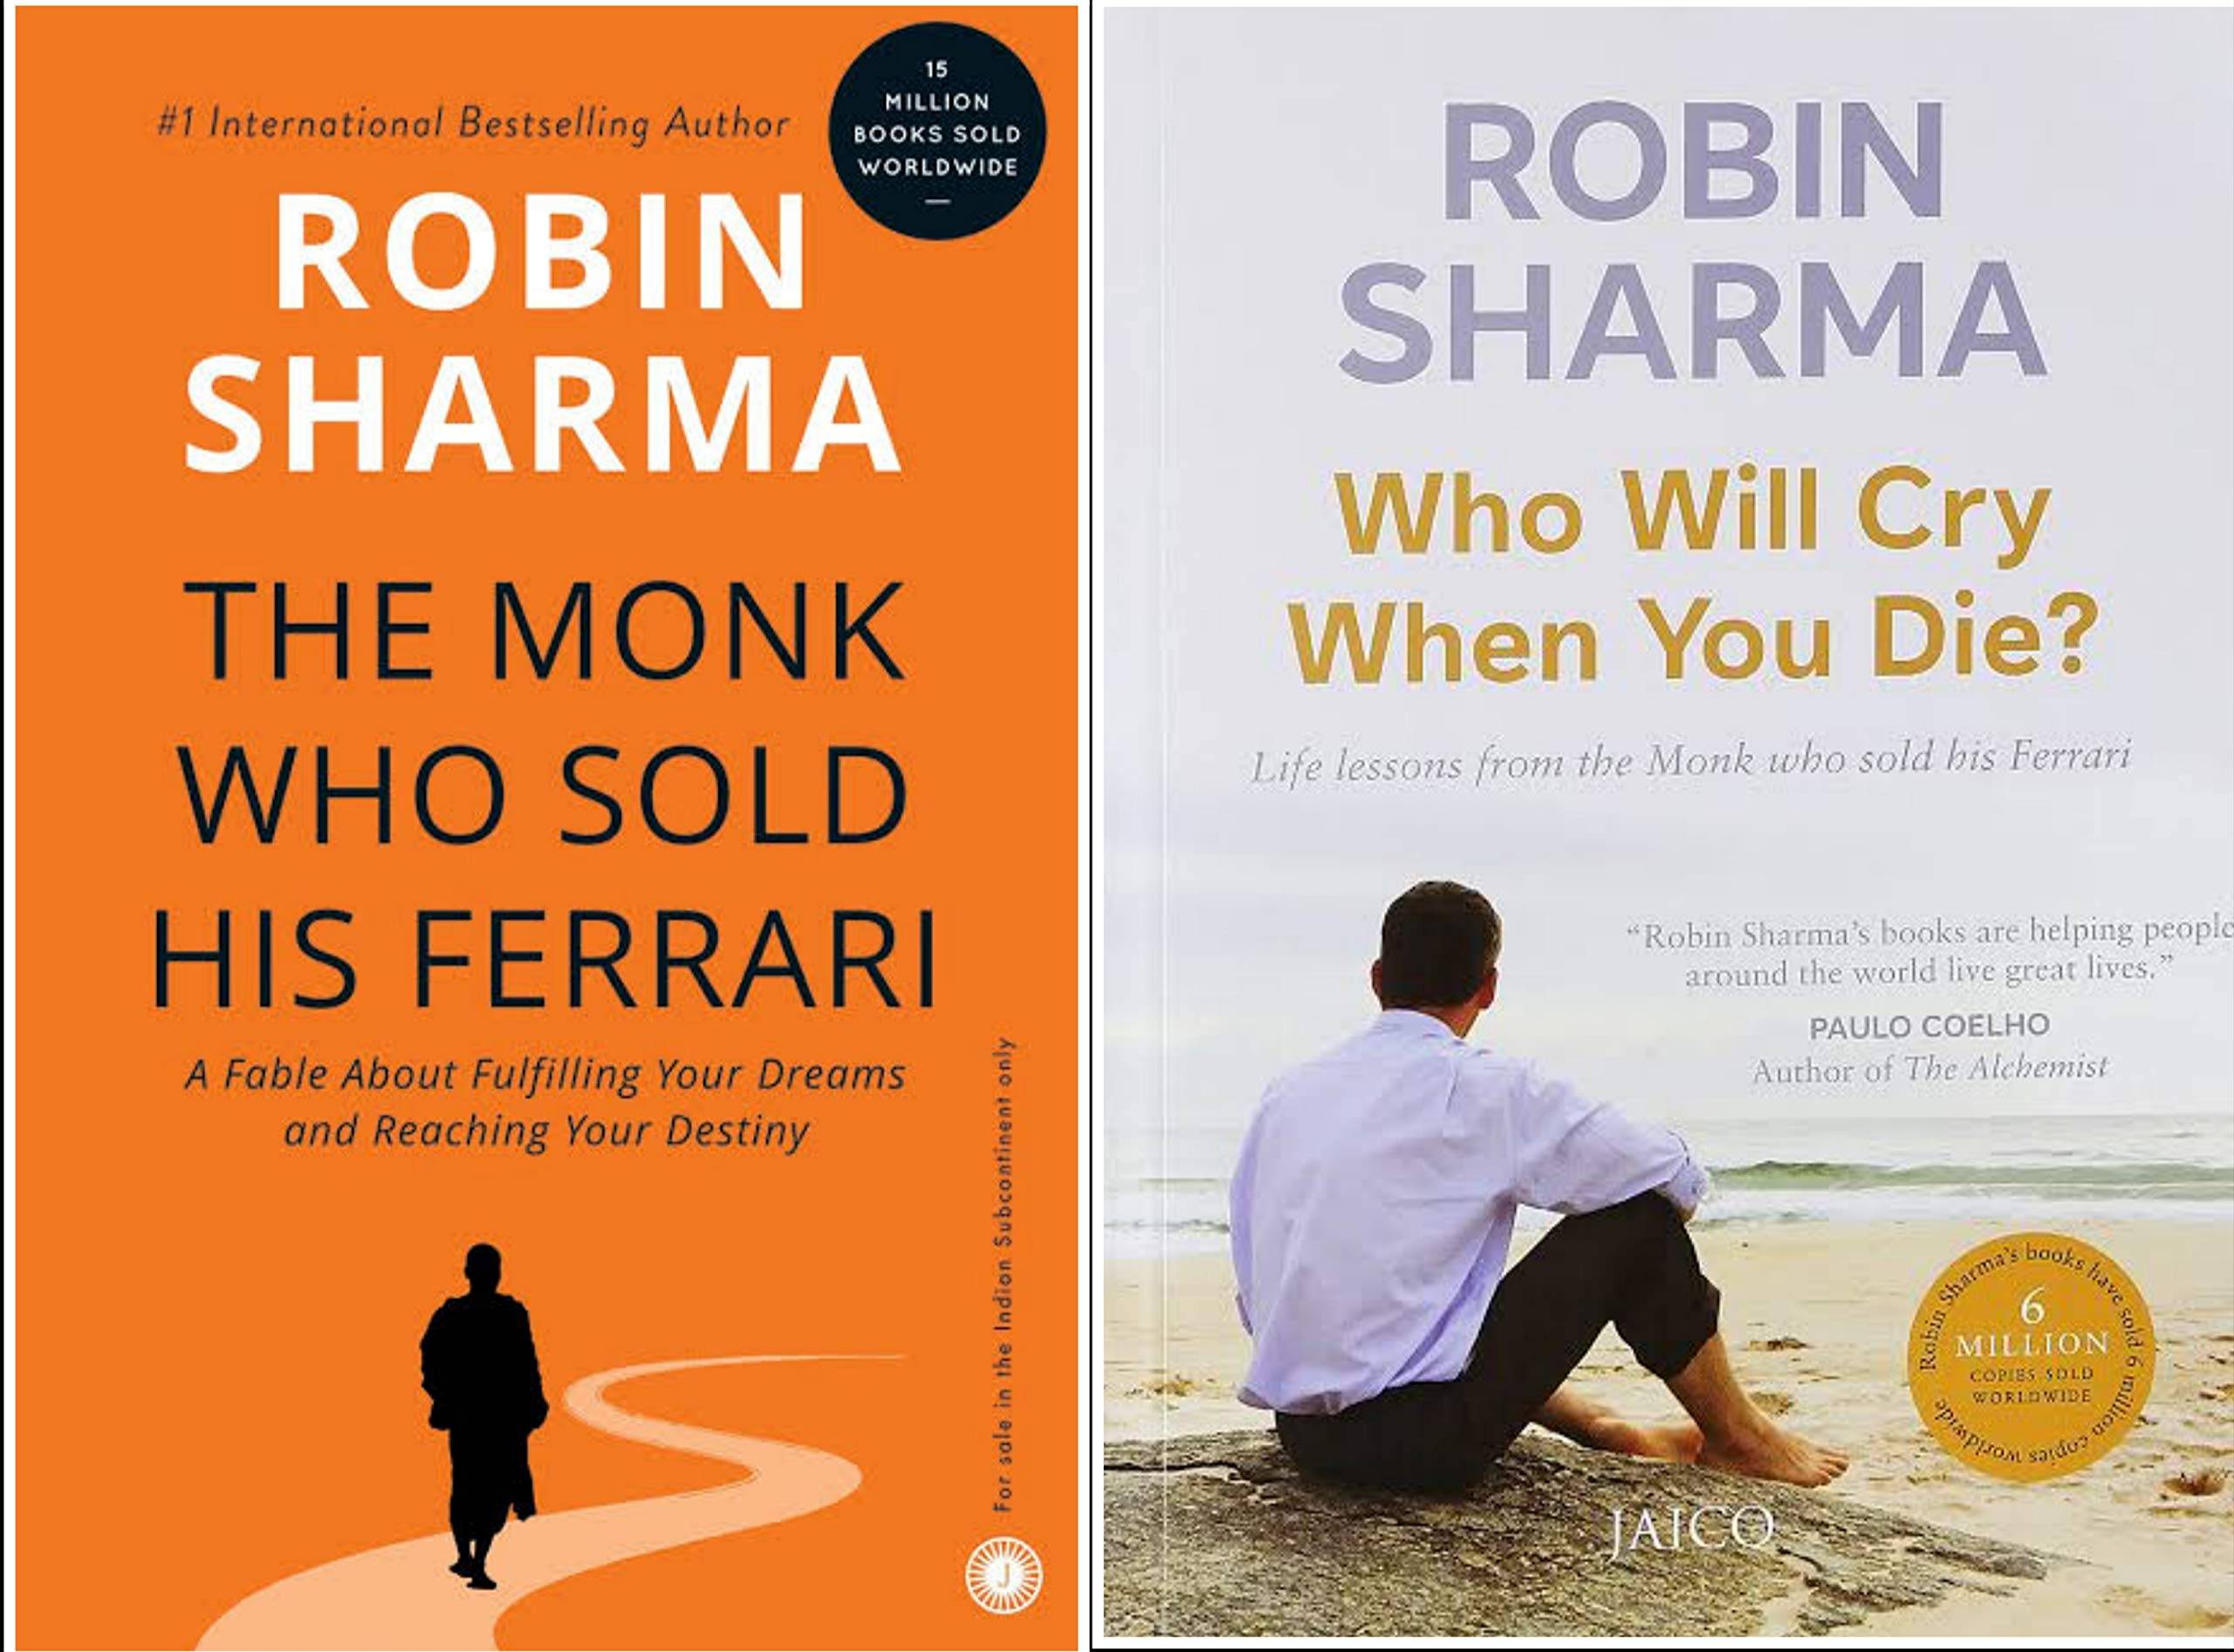 #1 International Bestselling Author
15
MILLION
BOOKS SOLD
WORLDWIDE
ROBIN
SHARMA
THE MONK
WHO SOLD
HIS FERRARI
A Fable About Fulfilling Your Dreams
and Reaching Your Destiny
For sale in the Indian Subcontinent only
J
ROBIN
SHARMA
Who Will Cry
When You Die?
Life lessons from the Monk who sold his Ferrari
“Robin Sharma’s books are helping people
around the world live great lives.”
PAULO COELHO
Author of The Alchemist
Robin Sharma’s books have sold 6 million copies worldwide
6
MILLION
COPIES SOLD
WORLDWIDE
JAICO